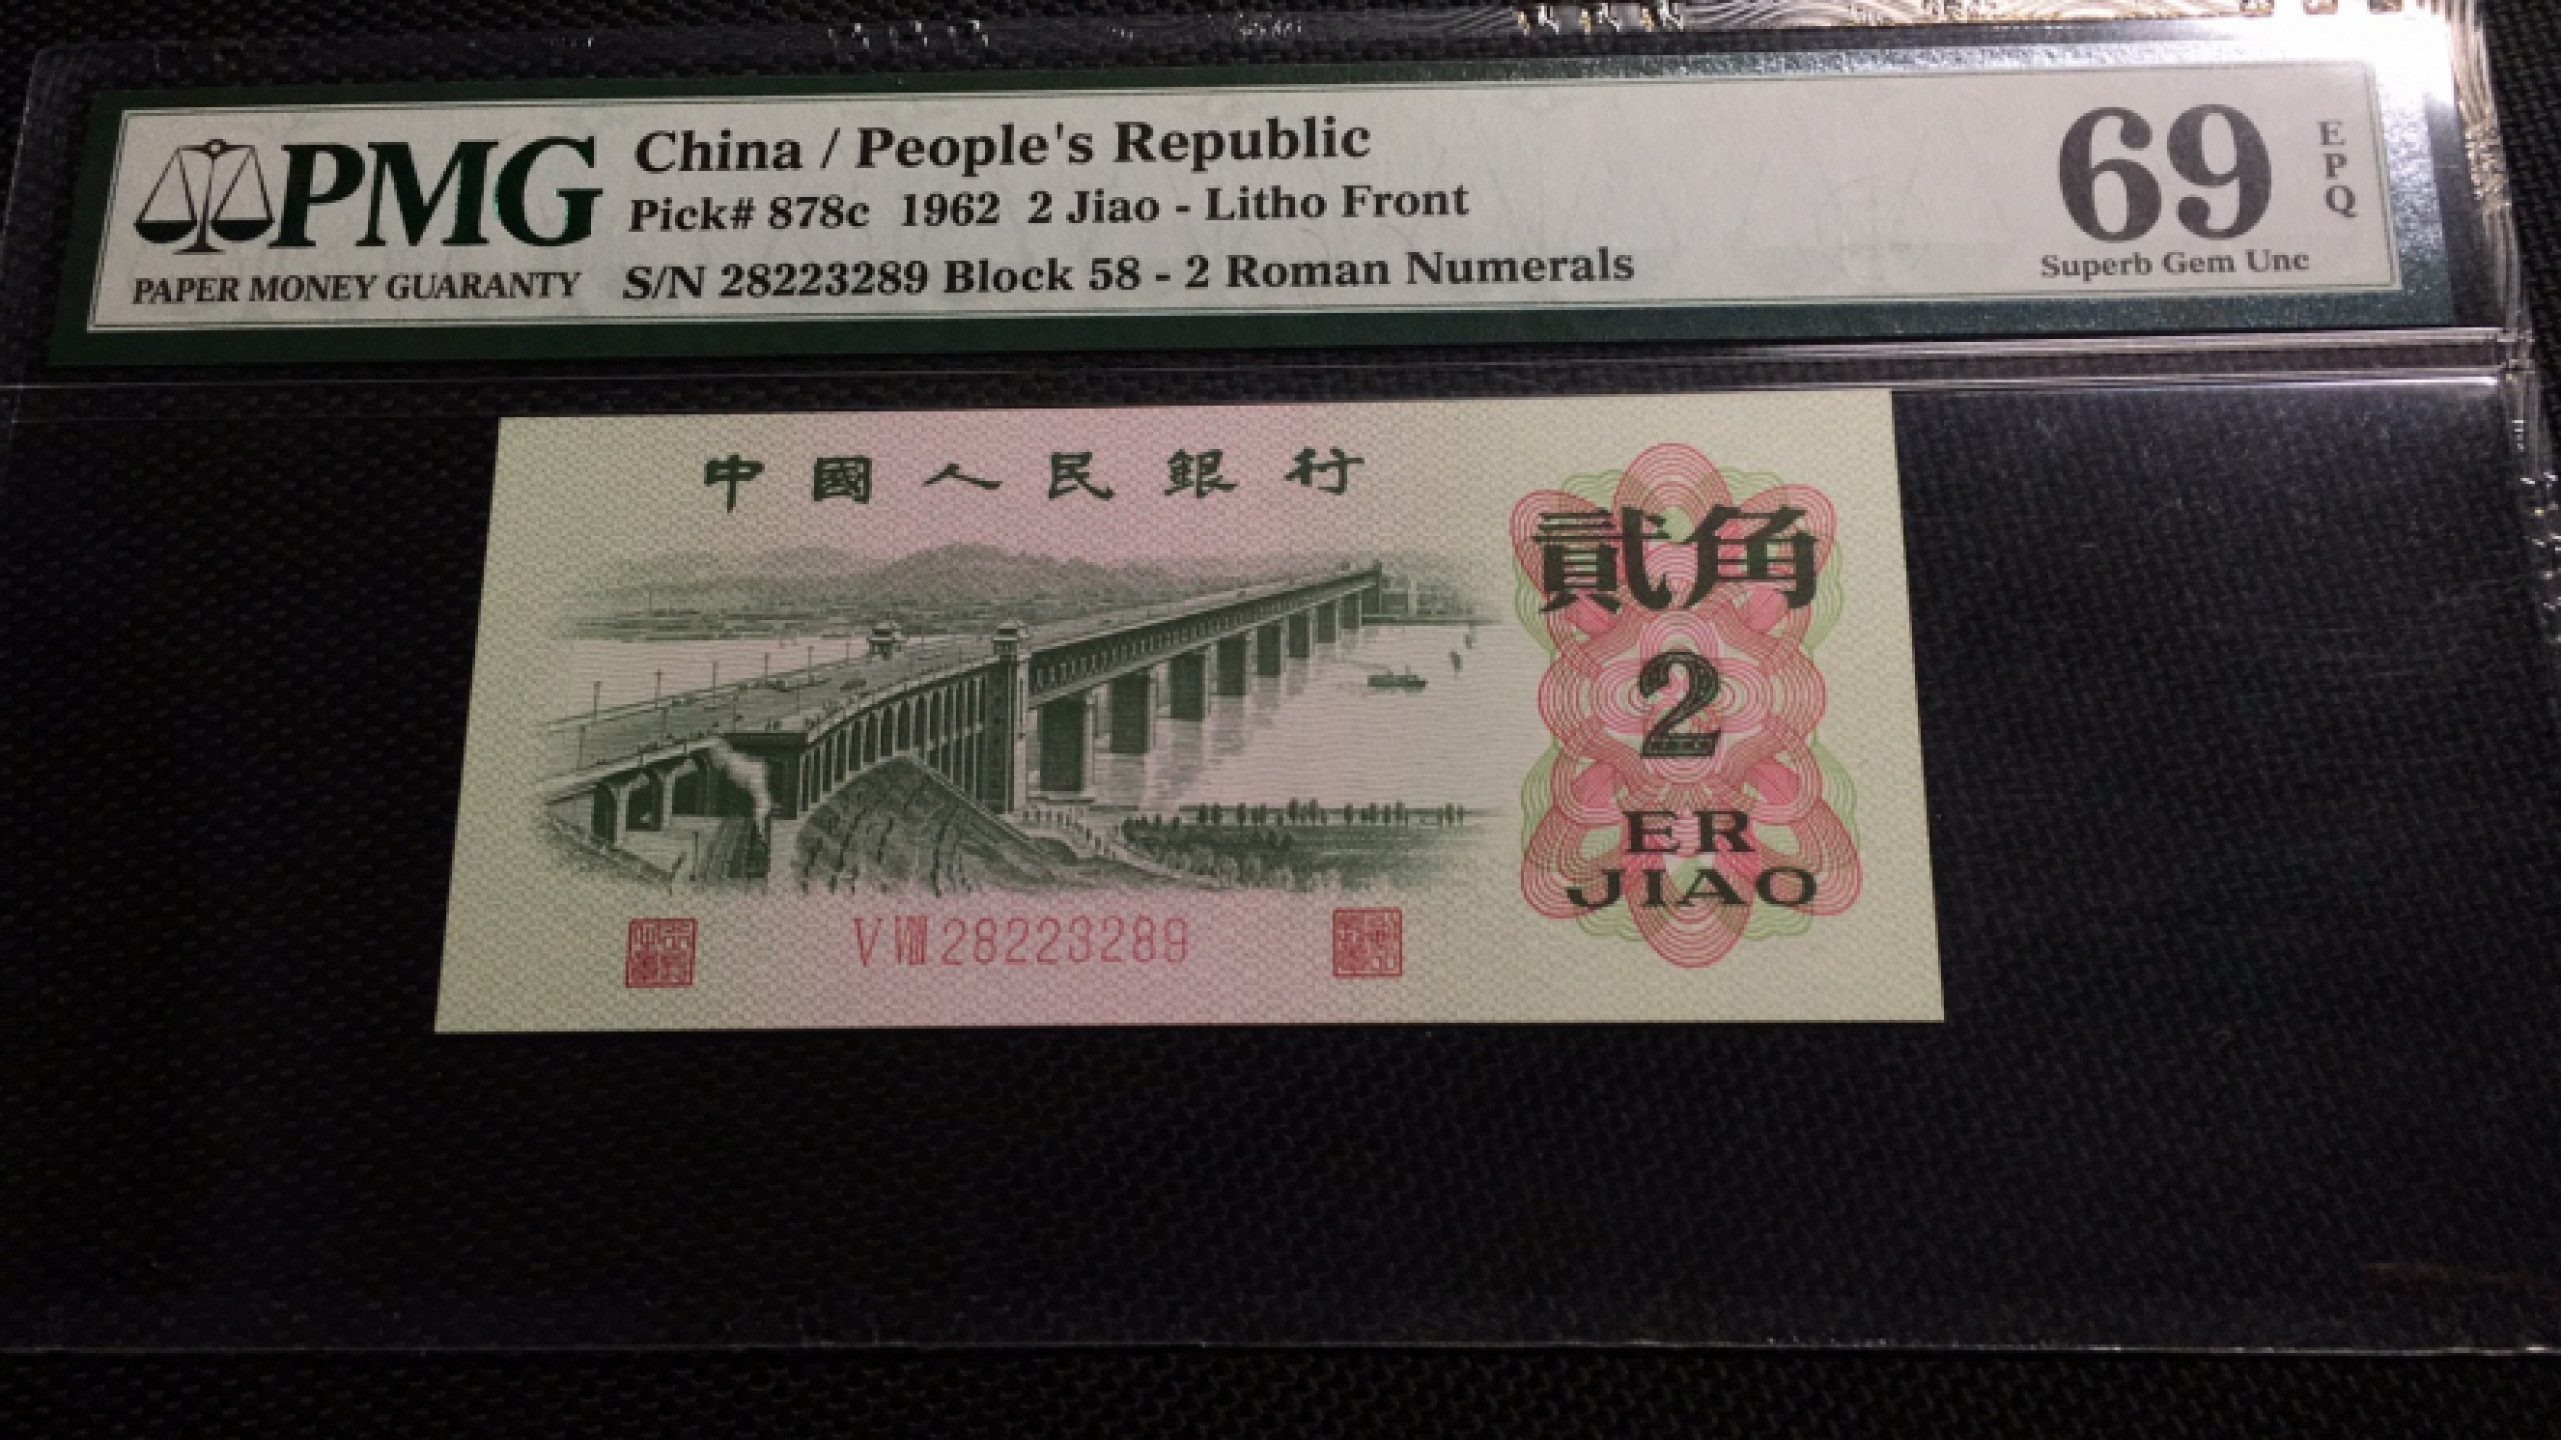 PMG
PAPER MONEY GUARANTY
China / People's Republic
Pick# 878c 1962 2 Jiao - Litho Front
S/N 28223289 Block 58 - 2 Roman Numerals
69
EPQ
Superb Gem Unc
中國人民銀行
貳角
2
ER
JIAO
V VIII 28223289